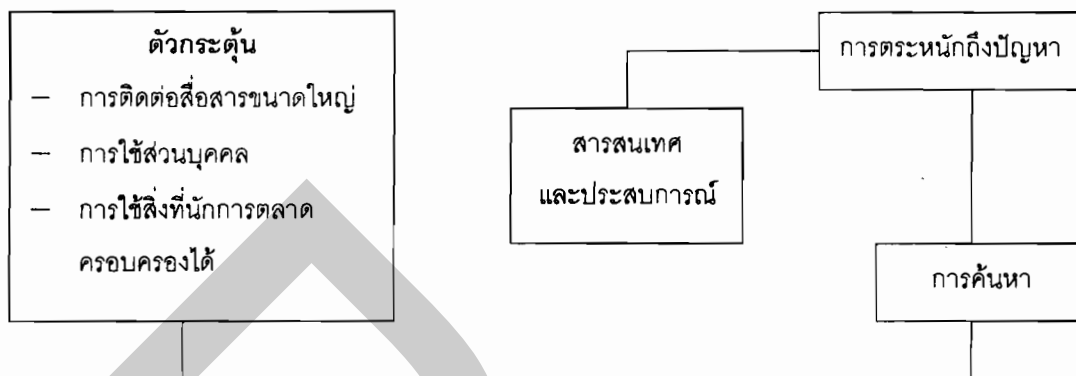 ตัวกระตุ้น
– การติดต่อสื่อสารขนาดใหญ่
– การใช้ส่วนบุคคล
– การใช้สิ่งที่นักการตลาด
ครอบครองได้
การตระหนักถึงปัญหา
สารสนเทศ
และประสบการณ์
การค้นหา